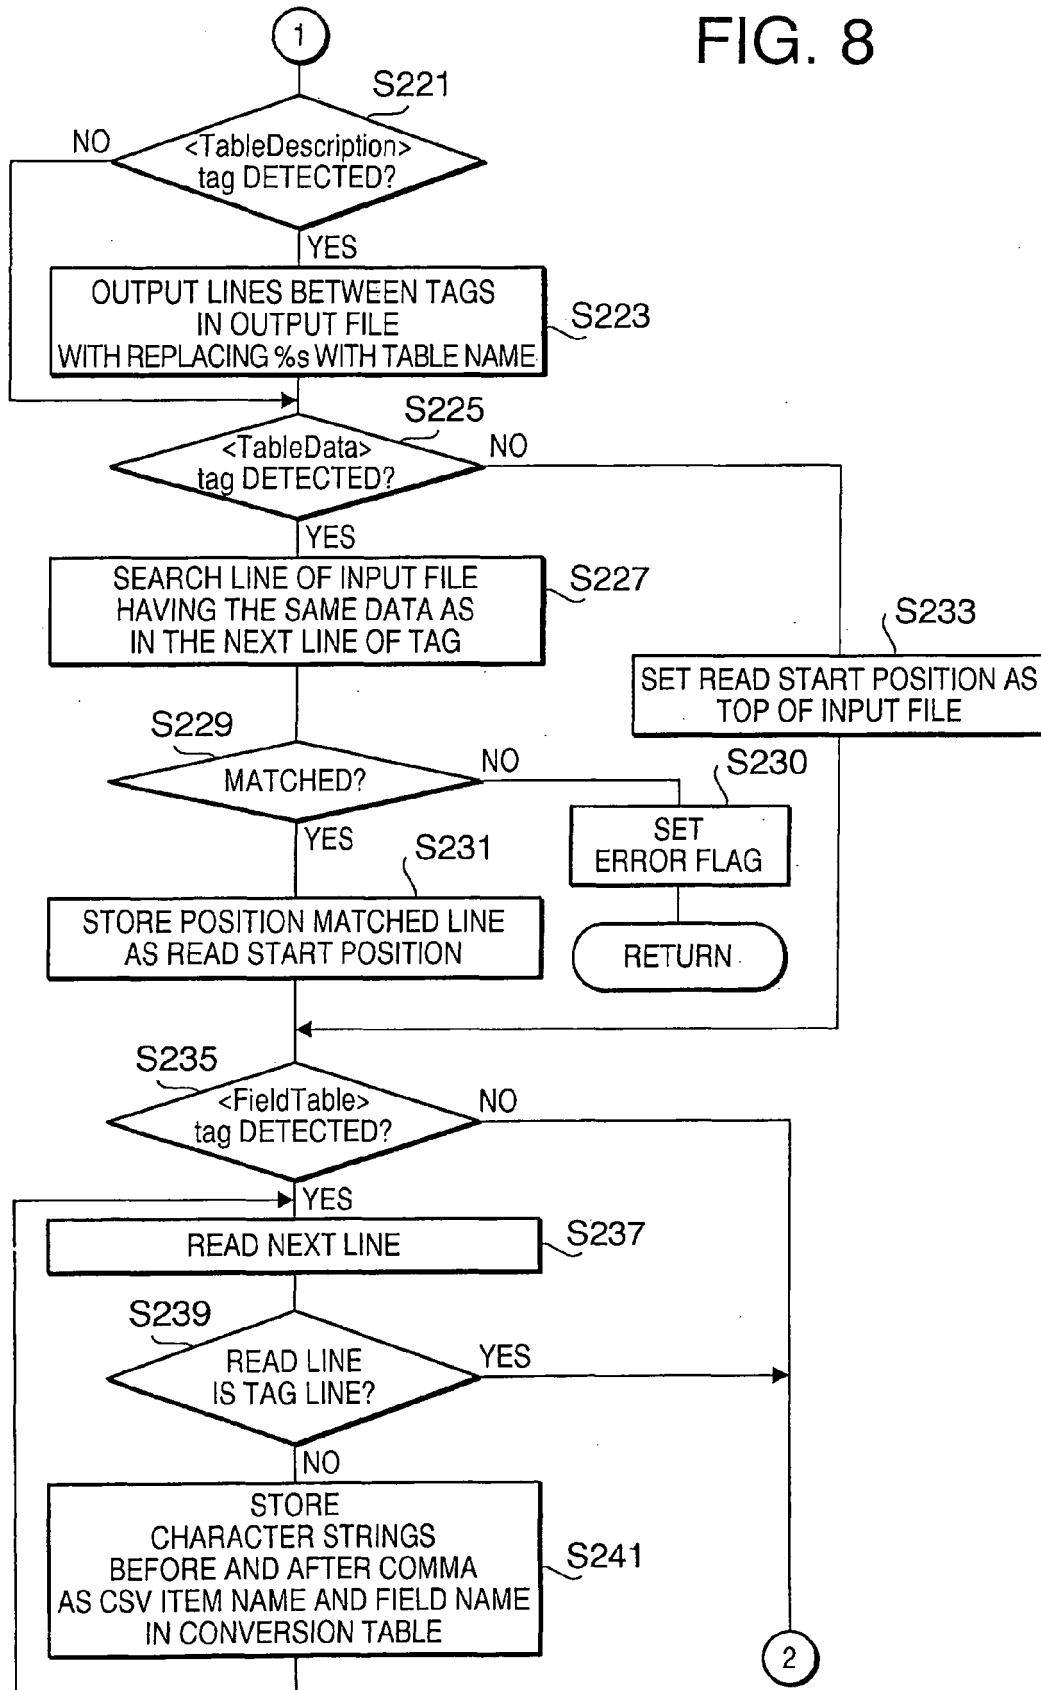 FIG. 8
1
S221
NO
<TableDescription>
tag DETECTED?
YES
OUTPUT LINES BETWEEN TAGS
IN OUTPUT FILE
WITH REPLACING %s WITH TABLE NAME
S223
S225
<TableData>
tag DETECTED?
NO
YES
SEARCH LINE OF INPUT FILE
HAVING THE SAME DATA AS
IN THE NEXT LINE OF TAG
S227
S233
SET READ START POSITION AS
TOP OF INPUT FILE
S229
MATCHED?
NO
S230
YES
SET
ERROR FLAG
S231
STORE POSITION MATCHED LINE
AS READ START POSITION
RETURN
S235
<FieldTable>
tag DETECTED?
NO
YES
READ NEXT LINE
S237
S239
READ LINE
IS TAG LINE?
YES
NO
STORE
CHARACTER STRINGS
BEFORE AND AFTER COMMA
AS CSV ITEM NAME AND FIELD NAME
IN CONVERSION TABLE
S241
2